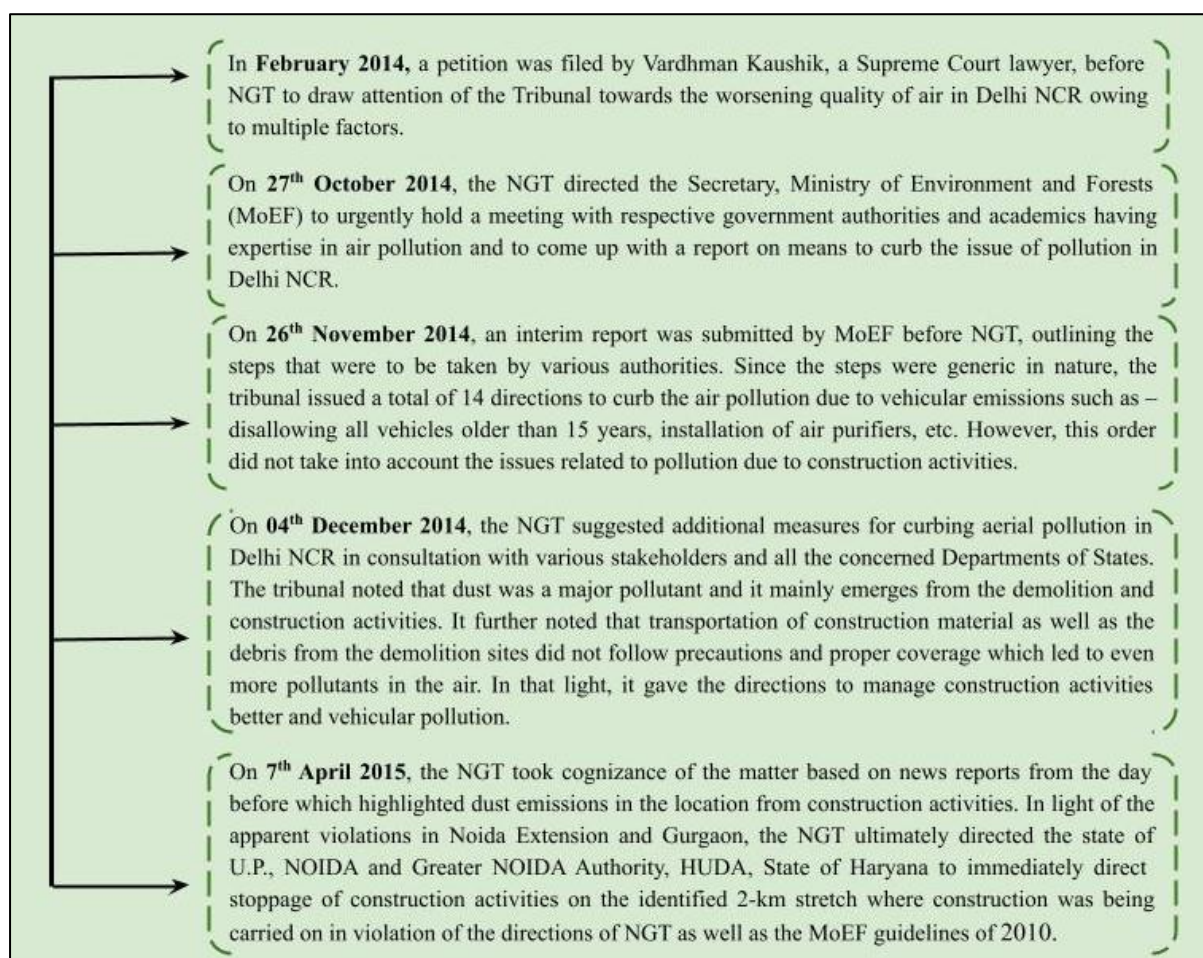 In February 2014, a petition was filed by Vardhman Kaushik, a Supreme Court lawyer, before
NGT to draw attention of the Tribunal towards the worsening quality of air in Delhi NCR owing
to multiple factors.
On 27th October 2014, the NGT directed the Secretary, Ministry of Environment and Forests
(MoEF) to urgently hold a meeting with respective government authorities and academics having
expertise in air pollution and to come up with a report on means to curb the issue of pollution in
Delhi NCR.
On 26th November 2014, an interim report was submitted by MoEF before NGT, outlining the
steps that were to be taken by various authorities. Since the steps were generic in nature, the
tribunal issued a total of 14 directions to curb the air pollution due to vehicular emissions such as –
disallowing all vehicles older than 15 years, installation of air purifiers, etc. However, this order
did not take into account the issues related to pollution due to construction activities.
On 04th December 2014, the NGT suggested additional measures for curbing aerial pollution in
Delhi NCR in consultation with various stakeholders and all the concerned Departments of States.
The tribunal noted that dust was a major pollutant and it mainly emerges from the demolition and
construction activities. It further noted that transportation of construction material as well as the
debris from the demolition sites did not follow precautions and proper coverage which led to even
more pollutants in the air. In that light, it gave the directions to manage construction activities
better and vehicular pollution.
On 7th April 2015, the NGT took cognizance of the matter based on news reports from the day
before which highlighted dust emissions in the location from construction activities. In light of the
apparent violations in Noida Extension and Gurgaon, the NGT ultimately directed the state of
U.P., NOIDA and Greater NOIDA Authority, HUDA, State of Haryana to immediately direct
stoppage of construction activities on the identified 2-km stretch where construction was being
carried on in violation of the directions of NGT as well as the MoEF guidelines of 2010.